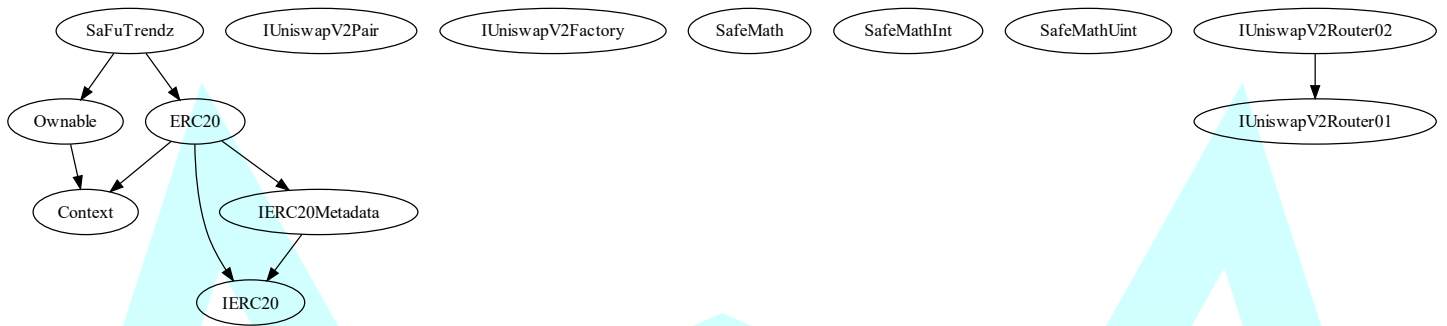 SaFuTrendz
IUniswapV2Pair
IUniswapV2Factory
SafeMath
SafeMathInt
SafeMathUint
IUniswapV2Router02
Ownable
ERC20
IUniswapV2Router01
Context
IERC20Metadata
IERC20